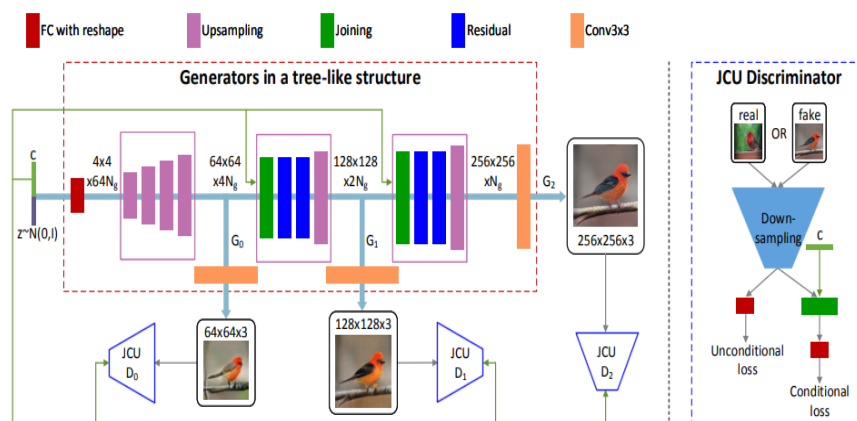 FC with reshape
Upsampling
Joining
Residual
Conv3x3
Generators in a tree-like structure
JCU Discriminator
c
z~N(0,I)
4x4
x64Ng
64x64
x4Ng
128x128
x2Ng
256x256
xNg
G0
G1
G2
64x64x3
128x128x3
256x256x3
JCU
D0
JCU
D1
JCU
D2
real
OR
fake
Down-
sampling
c
Unconditional
loss
Conditional
loss